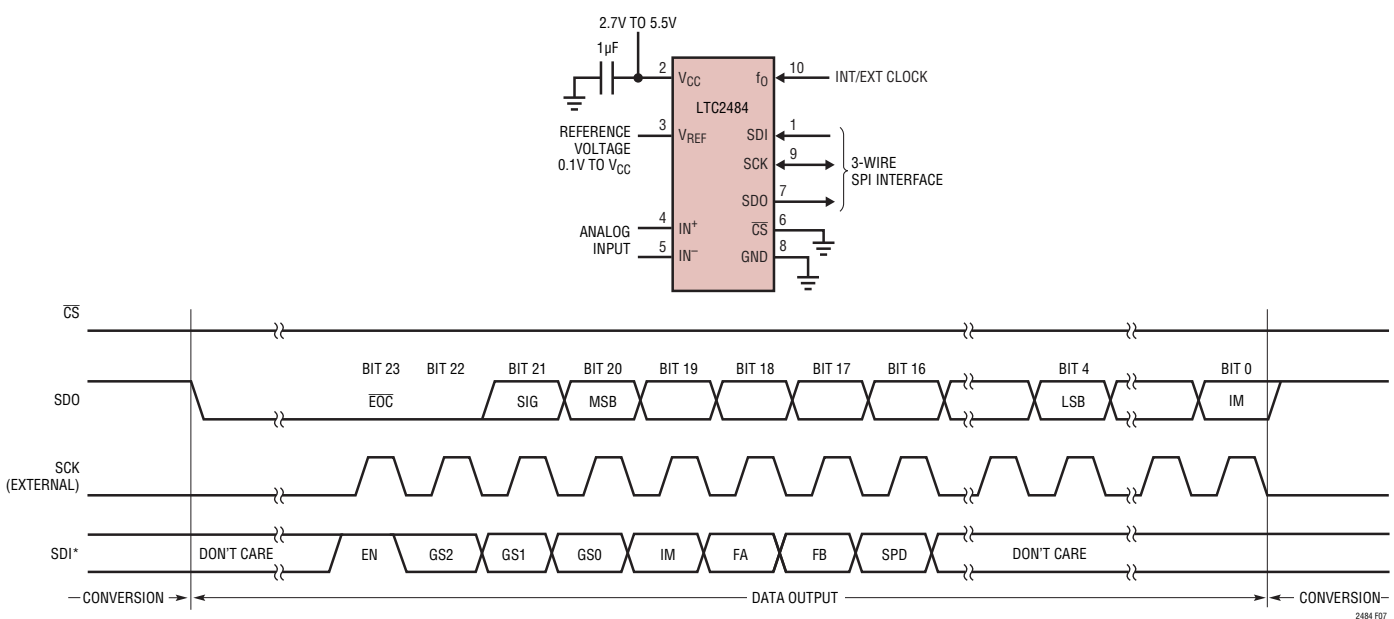 2.7V TO 5.5V
1µF
2 VCC
fO 10 INT/EXT CLOCK
LTC2484
REFERENCE VOLTAGE 0.1V TO VCC
3 VREF
SDI 1
SCK 9
3-WIRE SPI INTERFACE
SDO 7
ANALOG INPUT
4 IN+
CS 6
5 IN−
GND 8
CS
BIT 23 BIT 22 BIT 21 BIT 20 BIT 19 BIT 18 BIT 17 BIT 16 BIT 4 BIT 0
SDO EOC SIG MSB LSB IM
SCK
(EXTERNAL)
SDI* DON'T CARE EN GS2 GS1 GS0 IM FA FB SPD DON'T CARE
CONVERSION DATA OUTPUT CONVERSION
2484 F07